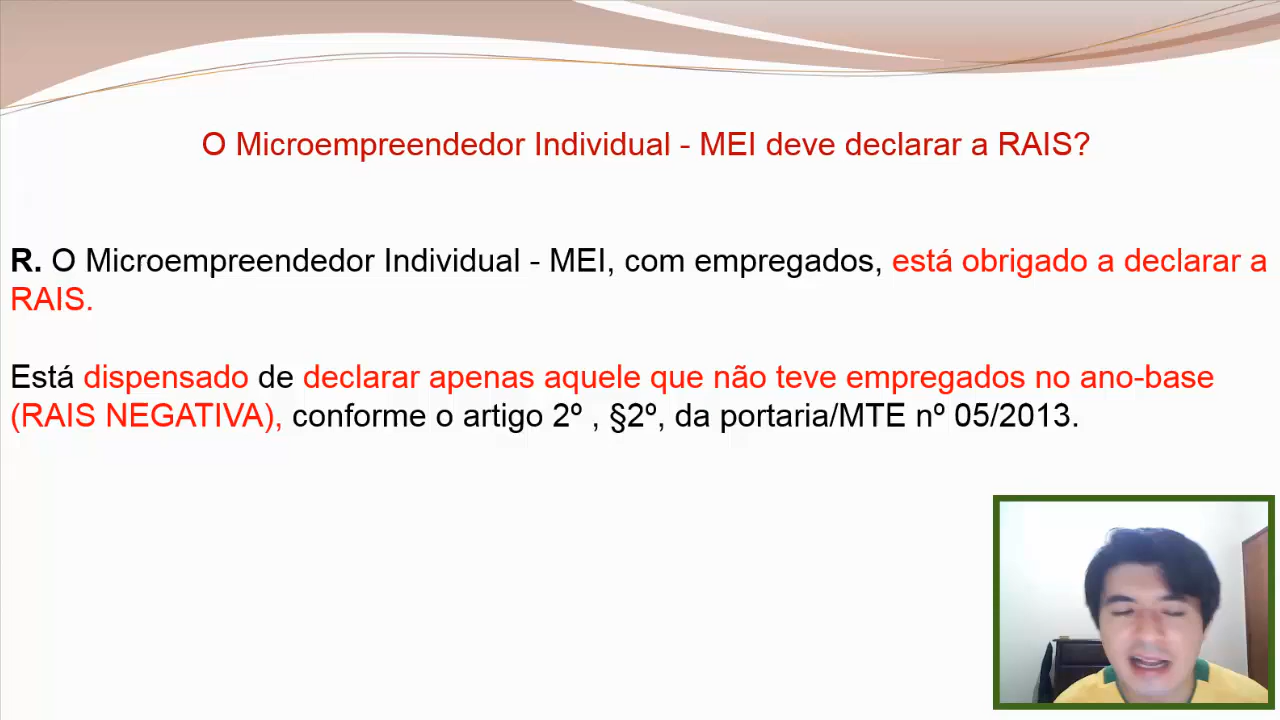 O Microempreendedor Individual - MEI deve declarar a RAIS?
R. O Microempreendedor Individual - MEI, com empregados, está obrigado a declarar a
RAIS.
Está dispensado de declarar apenas aquele que não teve empregados no ano-base
(RAIS NEGATIVA), conforme o artigo 2º , §2º, da portaria/MTE nº 05/2013.